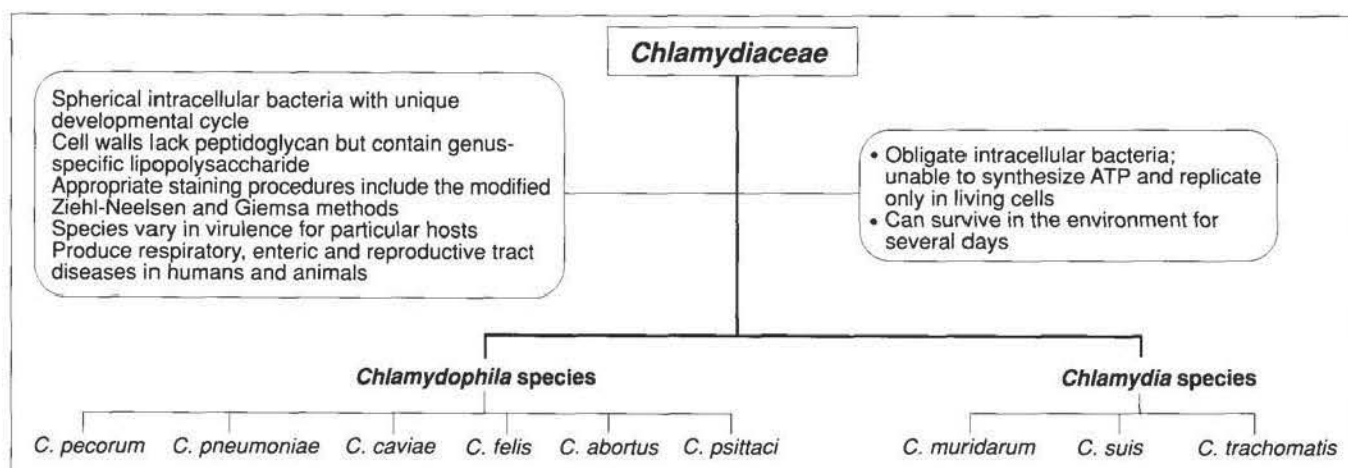 Chlamydiaceae
Spherical intracellular bacteria with unique
developmental cycle
Cell walls lack peptidoglycan but contain genus-
specific lipopolysaccharide
Appropriate staining procedures include the modified
Ziehl-Neelsen and Giemsa methods
Species vary in virulence for particular hosts
Produce respiratory, enteric and reproductive tract
diseases in humans and animals
• Obligate intracellular bacteria;
unable to synthesize ATP and replicate
only in living cells
• Can survive in the environment for
several days
Chlamydophila species
Chlamydia species
C. pecorum C. pneumoniae C. caviae C. felis C. abortus C. psittaci
C. muridarum C. suis C. trachomatis